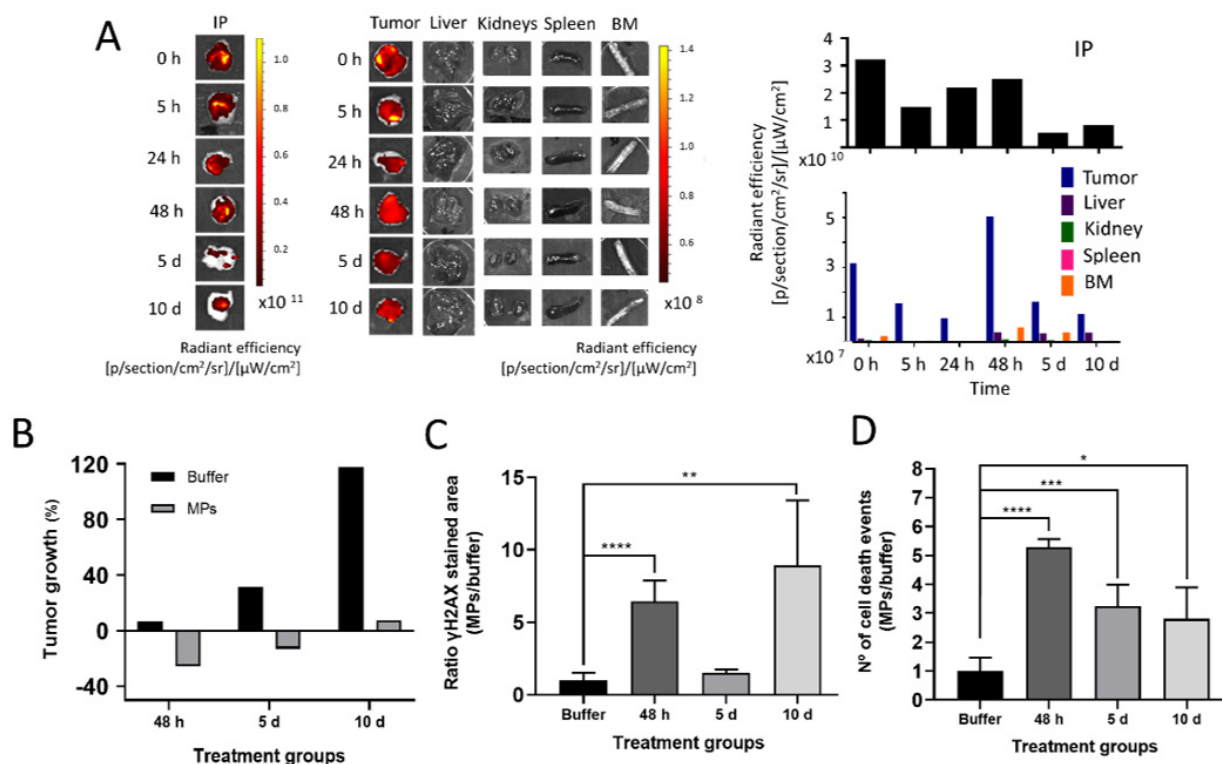 A
IP
0 h
5 h
24 h
48 h
5 d
10 d
1.0
0.8
0.6
0.4
0.2
x10 11
Radiant efficiency
[p/section/cm²/sr]/[µW/cm²]
Tumor Liver Kidneys Spleen BM
0 h
5 h
24 h
48 h
5 d
10 d
1.4
1.2
1.0
0.8
0.6
x10 8
Radiant efficiency
[p/section/cm²/sr]/[µW/cm²]
IP
4
3
2
1
x10 10
Radiant efficiency
[p/section/cm²/sr]/[µW/cm²]
Tumor
Liver
Kidney
Spleen
BM
5
3
1
x10 7
0 h 5 h 24 h 48 h 5 d 10 d
Time
B
Tumor growth (%)
120
80
40
0
-40
Buffer
MPs
48 h 5 d 10 d
Treatment groups
C
Ratio γH2AX stained area
(MPs/buffer)
15
10
5
0
**
****
Buffer 48 h 5 d 10 d
Treatment groups
D
Nº of cell death events
(MPs/buffer)
8
7
6
5
4
3
2
1
0
*
***
****
Buffer 48 h 5 d 10 d
Treatment groups